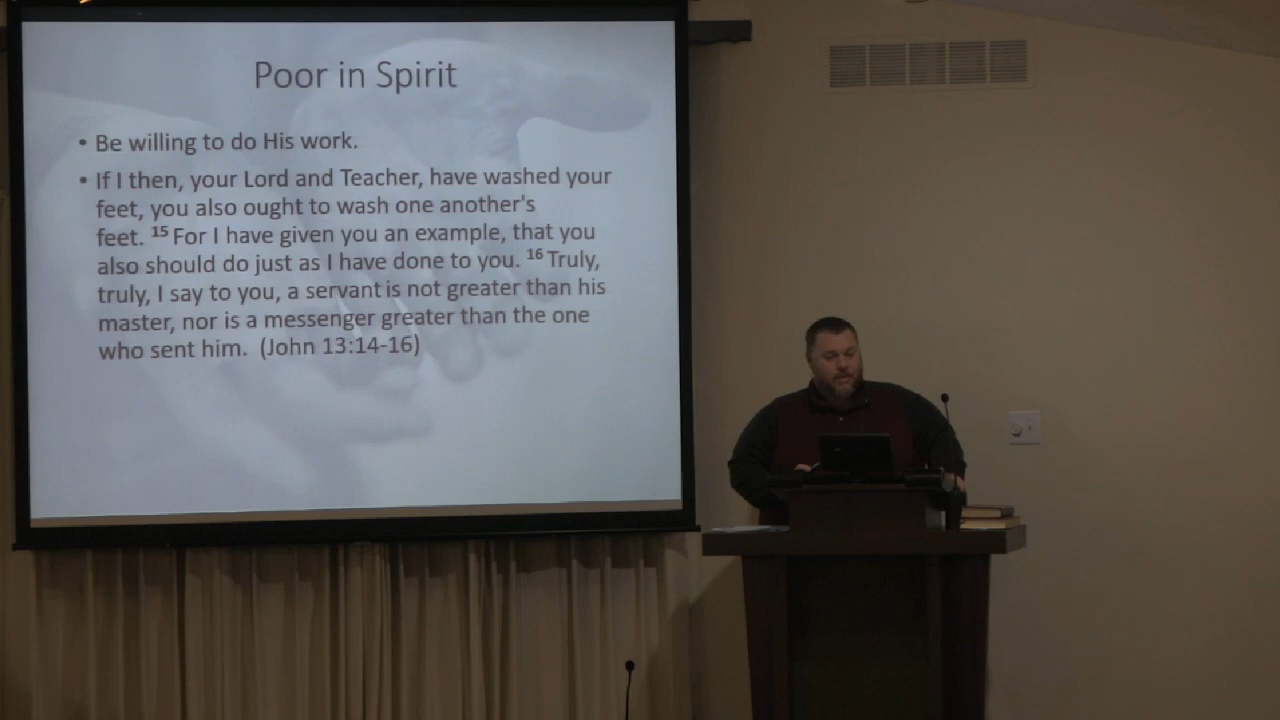 Poor in Spirit
• Be willing to do His work.
• If I then, your Lord and Teacher, have washed your
feet, you also ought to wash one another's
feet. ¹⁵ For I have given you an example, that you
also should do just as I have done to you. ¹⁶ Truly,
truly, I say to you, a servant is not greater than his
master, nor is a messenger greater than the one
who sent him. (John 13:14-16)